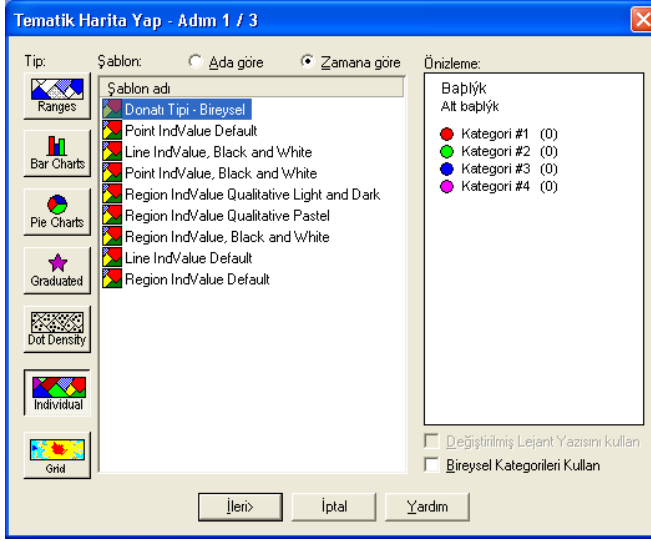 Tematik Harita Yap - Adım 1 / 3
Tip:
Şablon:
Ada göre
Zamana göre
Önizleme:
Ranges
Bar Charts
Pie Charts
Graduated
Dot Density
Individual
Grid
Şablon adı
Donatı Tipi - Bireysel
Point IndValue Default
Line IndValue, Black and White
Point IndValue, Black and White
Region IndValue Qualitative Light and Dark
Region IndValue Qualitative Pastel
Region IndValue, Black and White
Line IndValue Default
Region IndValue Default
Baþlýk
Alt baþlýk
Kategori #1 (0)
Kategori #2 (0)
Kategori #3 (0)
Kategori #4 (0)
Değiştirilmiş Lejant Yazısını kullan
Bireysel Kategorileri Kullan
İleri>
İptal
Yardım